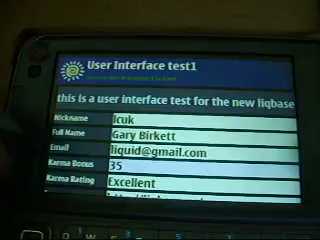 User Interface test1
this is a user interface test for the new liqbase
Nickname lcuk
Full Name Gary Birkett
Email liquid@gmail.com
Karma Bonus 35
Karma Rating Excellent